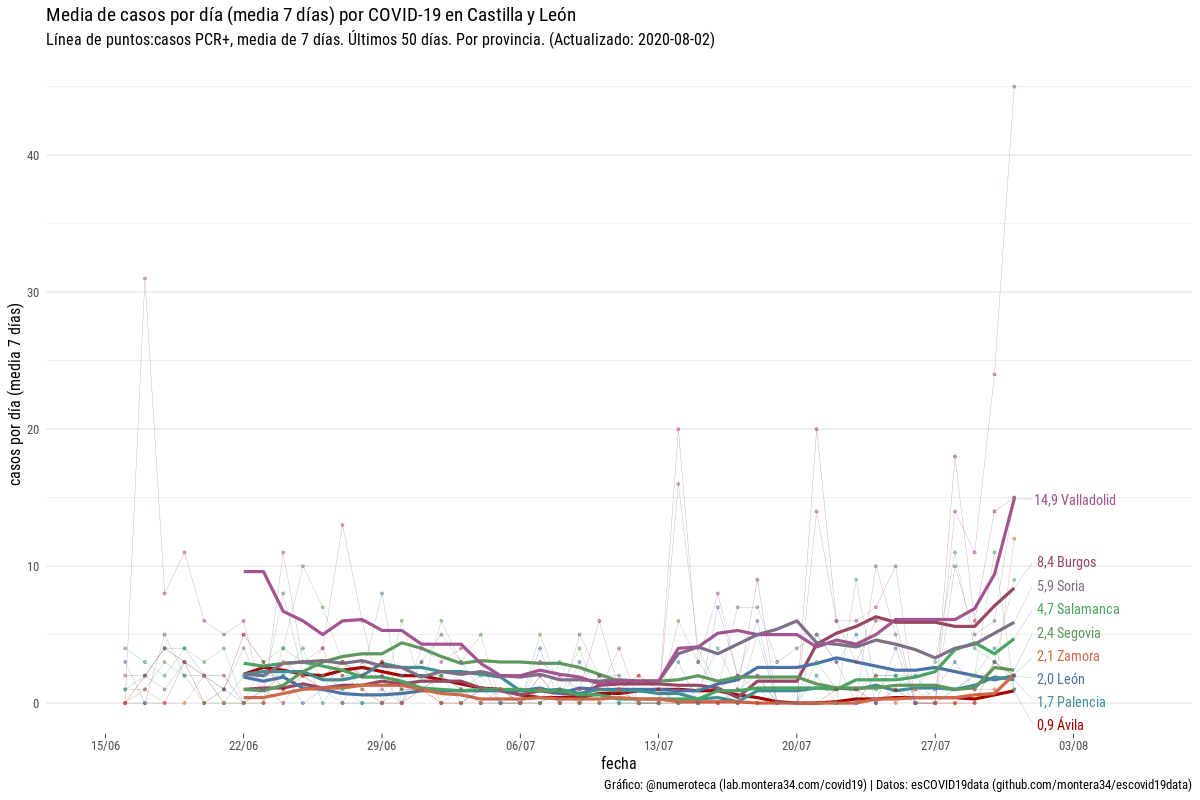 Media de casos por día (media 7 días) por COVID-19 en Castilla y León
Línea de puntos:casos PCR+, media de 7 días. Últimos 50 días. Por provincia. (Actualizado: 2020-08-02)
casos por día (media 7 días)
40
30
20
10
0
14,9 Valladolid
8,4 Burgos
5,9 Soria
4,7 Salamanca
2,4 Segovia
2,1 Zamora
2,0 León
1,7 Palencia
0,9 Ávila
15/06
22/06
29/06
06/07
13/07
20/07
27/07
03/08
fecha
Gráfico: @numeroteca (lab.montera34.com/covid19) | Datos: esCOVID19data (github.com/montera34/escovid19data)